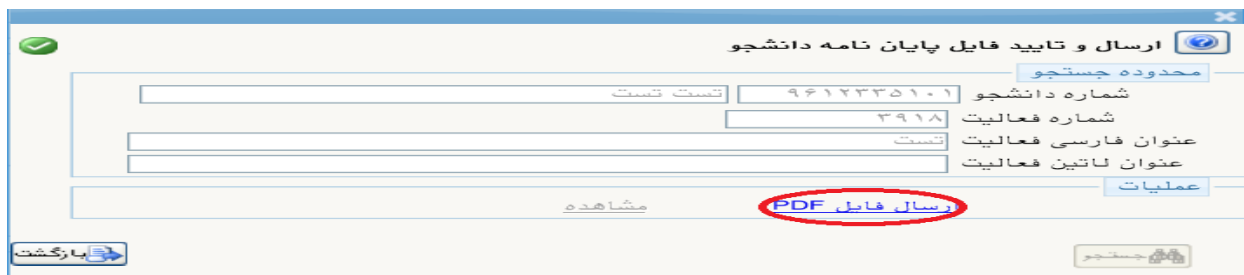 ارسال و تایید فایل پایان نامه دانشجو
محدوده جستجو
شماره دانشجو ۹۶۱۲۳۳۵۱۰۱ تست تست
شماره فعالیت ۳۹۱۸
عنوان فارسی فعالیت تست
عنوان لاتین فعالیت
عملیات
ارسال فایل PDF مشاهده
جستجو بازگشت